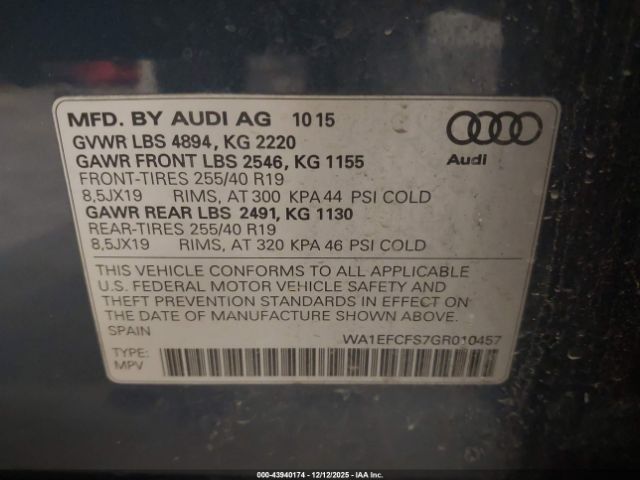 MFD. BY AUDI AG 10 15
GVWR LBS 4894, KG 2220
GAWR FRONT LBS 2546, KG 1155
FRONT-TIRES 255/40 R19
8,5JX19 RIMS, AT 300 KPA 44 PSI COLD
GAWR REAR LBS 2491, KG 1130
REAR-TIRES 255/40 R19
8,5JX19 RIMS, AT 320 KPA 46 PSI COLD
Audi
THIS VEHICLE CONFORMS TO ALL APPLICABLE
U.S. FEDERAL MOTOR VEHICLE SAFETY AND
THEFT PREVENTION STANDARDS IN EFFECT ON
THE DATE OF MANUFACTURE SHOWN ABOVE.
SPAIN
WA1EFCFS7GR010457
TYPE:
MPV
000-43940174 - 12/12/2025 - IAA Inc.